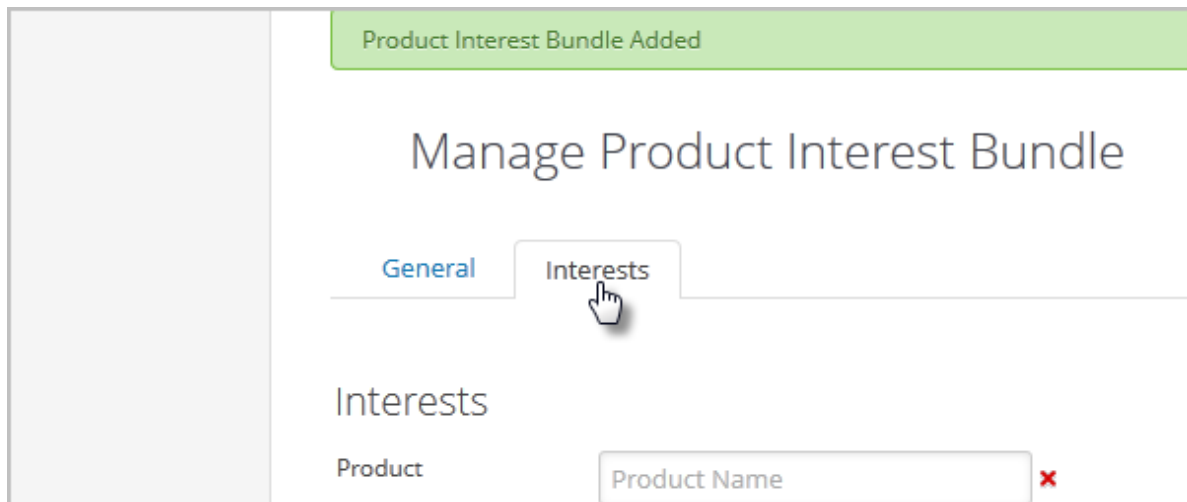 Product Interest Bundle Added
Manage Product Interest Bundle
General
Interests
Interests
Product
Product Name